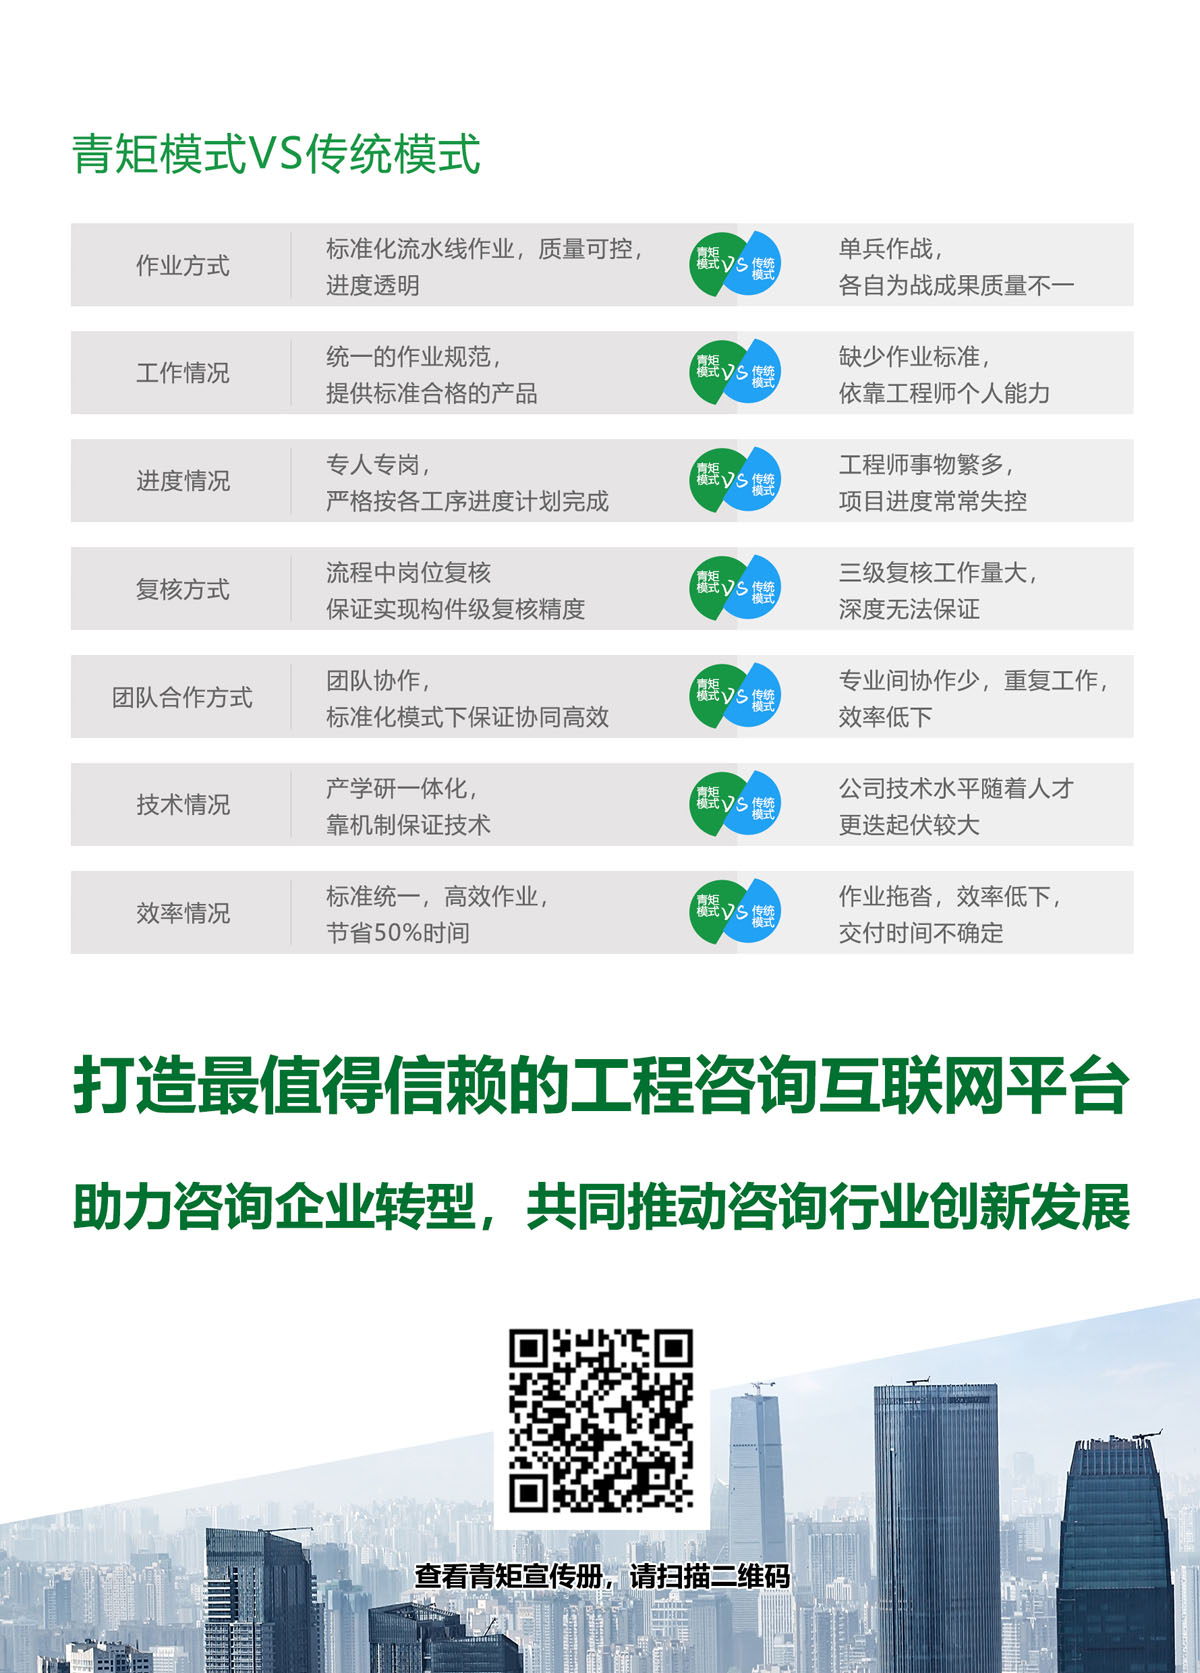 青矩模式VS传统模式
作业方式
标准化流水线作业，质量可控，
进度透明
青矩
模式
VS
传统
模式
单兵作战，
各自为战成果质量不一
工作情况
统一的作业规范，
提供标准合格的产品
青矩
模式
VS
传统
模式
缺少作业标准，
依靠工程师个人能力
进度情况
专人专岗，
严格按各工序进度计划完成
青矩
模式
VS
传统
模式
工程师事物繁多，
项目进度常常失控
复核方式
流程中岗位复核
保证实现构件级复核精度
青矩
模式
VS
传统
模式
三级复核工作量大，
深度无法保证
团队合作方式
团队协作，
标准化模式下保证协同高效
青矩
模式
VS
传统
模式
专业间协作少，重复工作，
效率低下
技术情况
产学研一体化，
靠机制保证技术
青矩
模式
VS
传统
模式
公司技术水平随着人才
更迭起伏较大
效率情况
标准统一，高效作业，
节省50%时间
青矩
模式
VS
传统
模式
作业拖沓，效率低下，
交付时间不确定
打造最值得信赖的工程咨询互联网平台
助力咨询企业转型，共同推动咨询行业创新发展
查看青矩宣传册，请扫描二维码